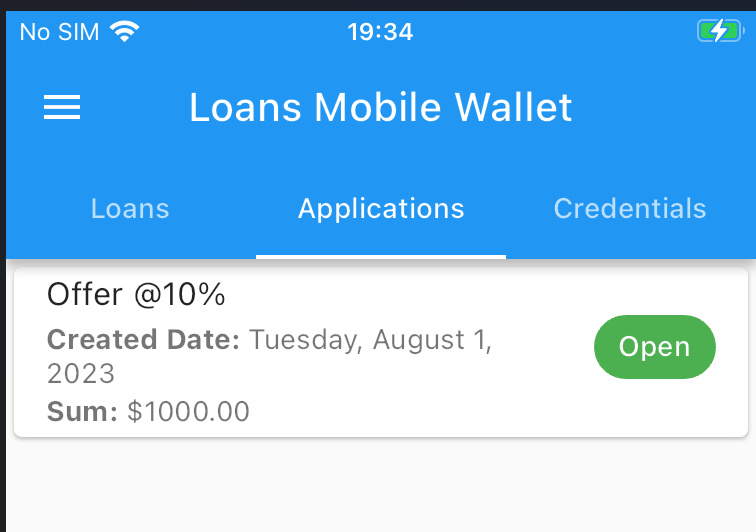 No SIM 19:34
Loans Mobile Wallet
Loans Applications Credentials
Offer @10%
Created Date: Tuesday, August 1,
2023
Open
Sum: $1000.00